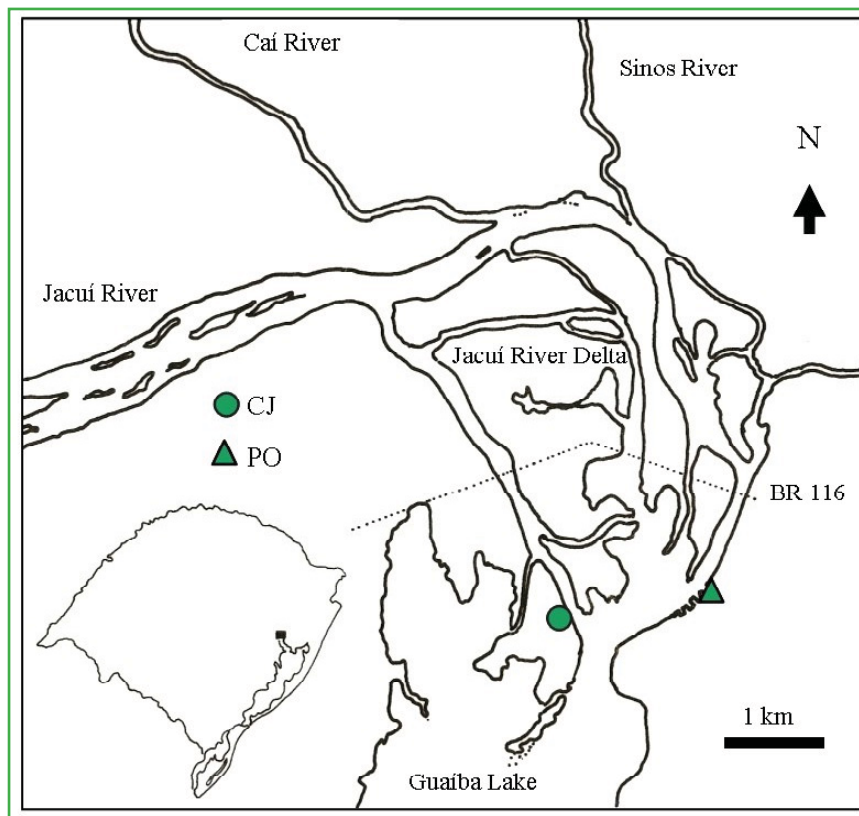 Caí River
Sinos River
N
Jacuí River
Jacuí River Delta
CJ
PO
BR 116
1 km
Guaíba Lake